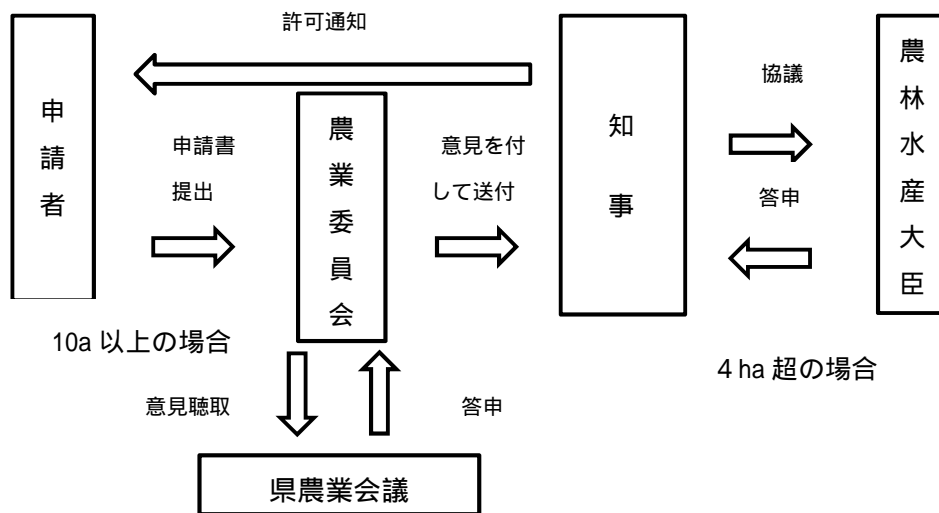 許可通知
申請者
申請書
提出
農業委員会
意見を付
して送付
知事
協議
答申
農林水産大臣
10a 以上の場合
4 ha 超の場合
意見聴取
答申
県農業会議